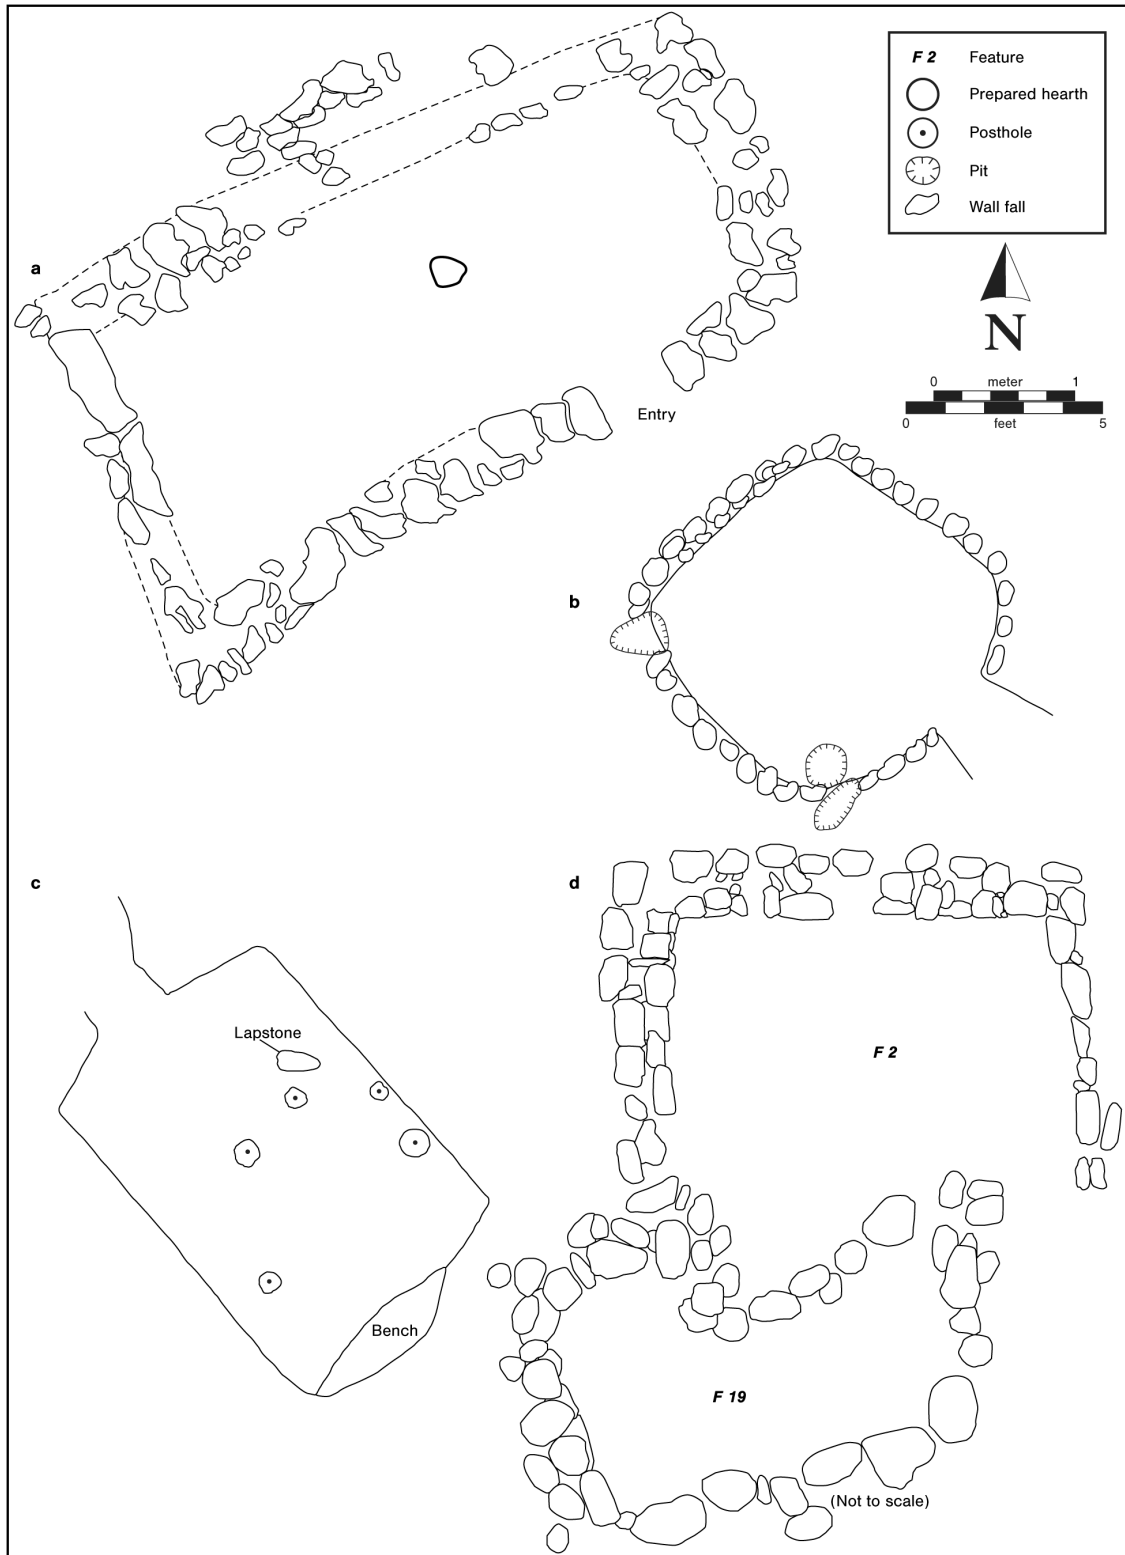 F 2 Feature
Prepared hearth
Posthole
Pit
Wall fall
N
0 meter 1
0 feet 5
a
Entry
b
c
Lapstone
Bench
d
F 2
F 19
(Not to scale)